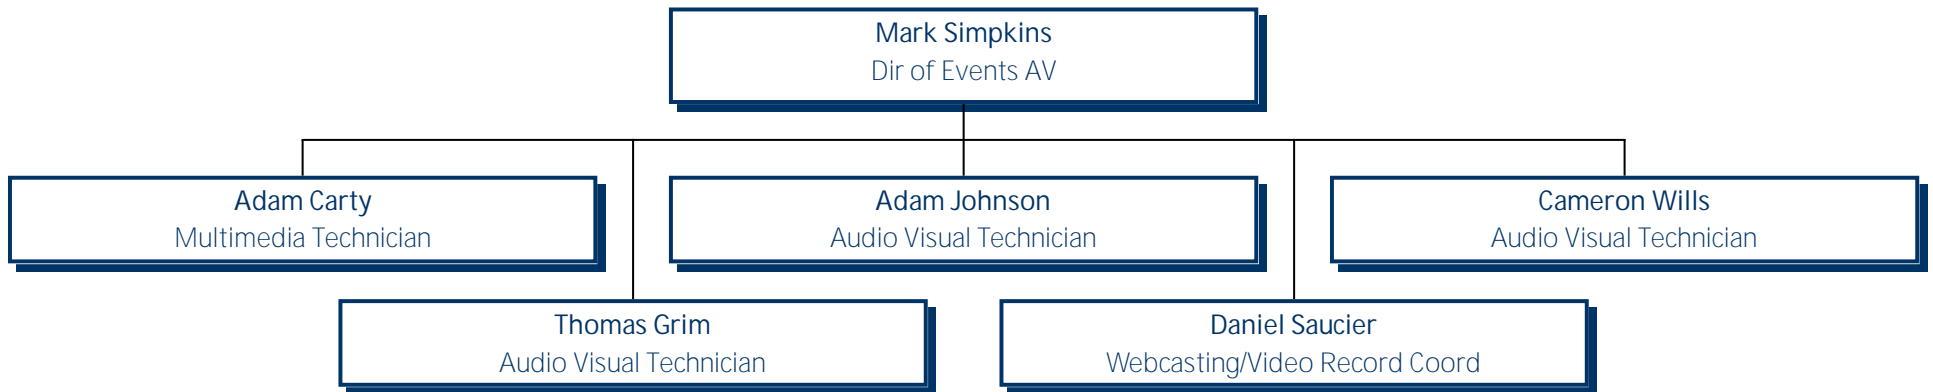 Mark Simpkins
Dir of Events AV
Adam Carty
Multimedia Technician
Adam Johnson
Audio Visual Technician
Cameron Wills
Audio Visual Technician
Thomas Grim
Audio Visual Technician
Daniel Saucier
Webcasting/Video Record Coord